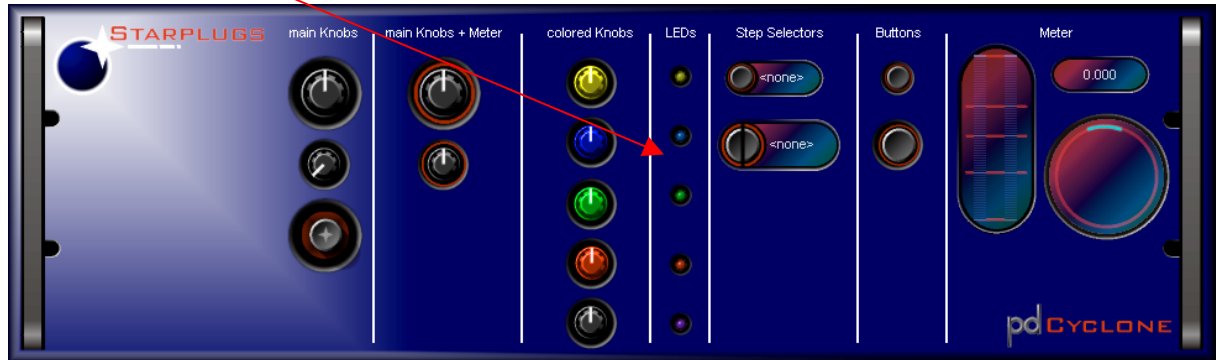 STARPLUGS
main Knobs
main Knobs + Meter
colored Knobs
LEDs
Step Selectors
Buttons
Meter
<none>
0.000
<none>
pd CYCLONE